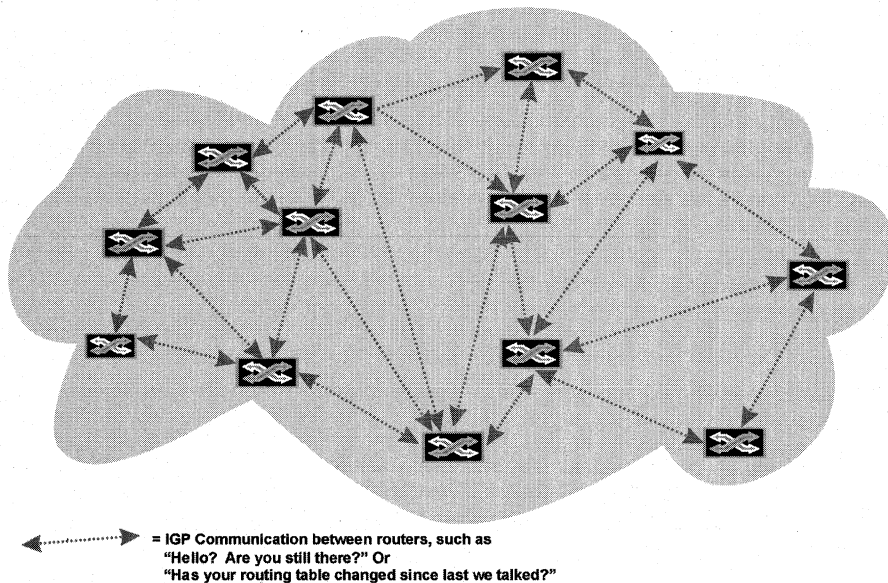 = IGP Communication between routers, such as
"Hello?  Are you still there?" Or
"Has your routing table changed since last we talked?"